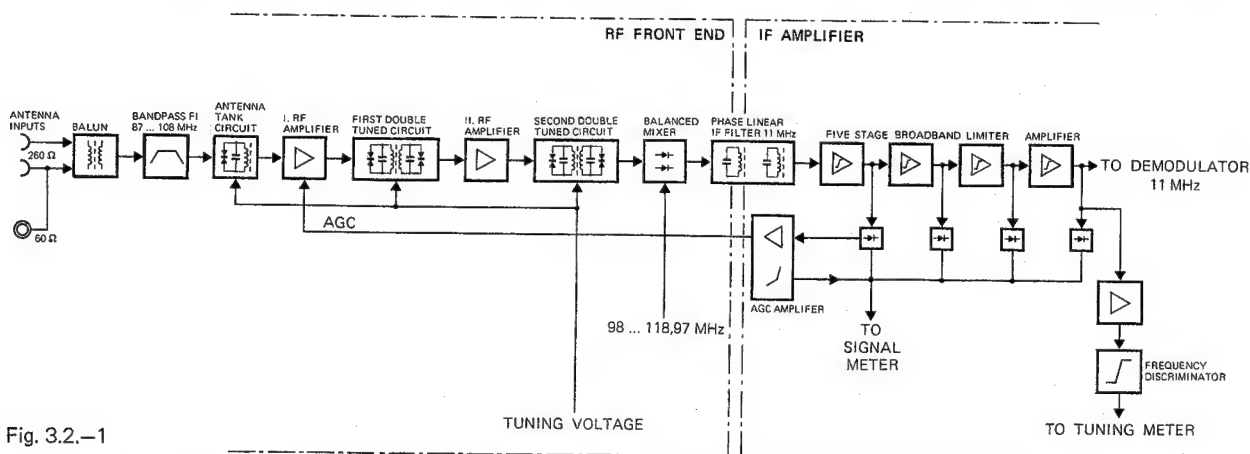 RF FRONT END
IF AMPLIFIER
ANTENNA
INPUTS
260 Ω
60 Ω
BALUN
BANDPASS FI
87 ... 108 MHz
ANTENNA
TANK
CIRCUIT
I. RF
AMPLIFIER
FIRST DOUBLE
TUNED CIRCUIT
II. RF
AMPLIFIER
SECOND DOUBLE
TUNED CIRCUIT
BALANCED
MIXER
PHASE LINEAR
IF FILTER 11 MHz
FIVE STAGE BROADBAND LIMITER AMPLIFIER
TO DEMODULATOR
11 MHz
AGC
AGC AMPLIFER
98 ... 118,97 MHz
TO
SIGNAL
METER
FREQUENCY
DISCRIMINATOR
TUNING VOLTAGE
TO TUNING METER
Fig. 3.2.—1